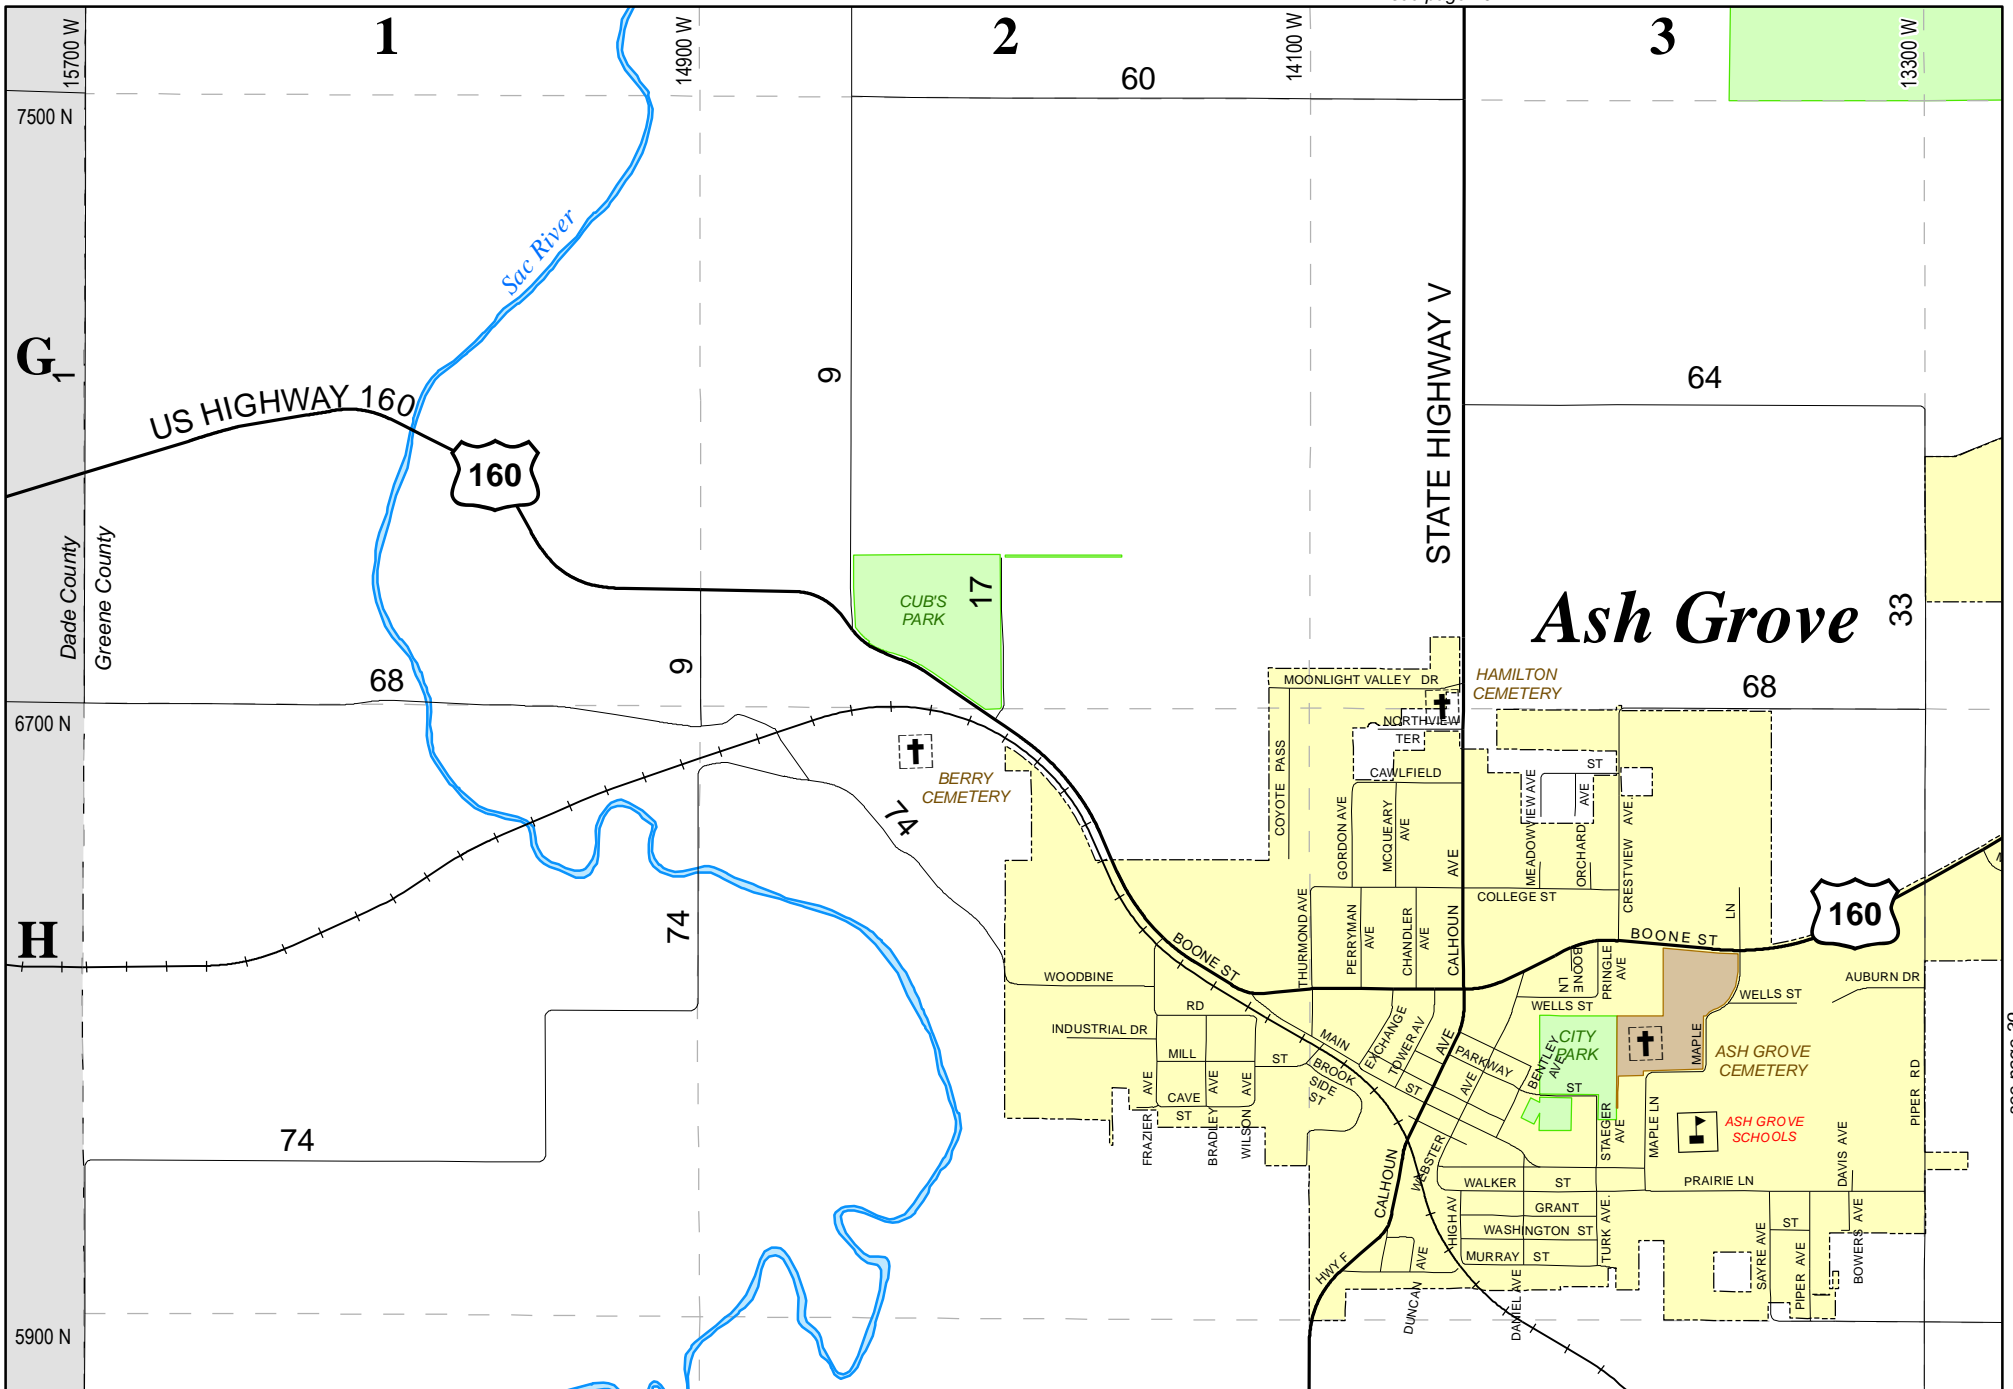 1
2
3
15700 W
14900 W
14100 W
13300 W
60
7500 N
Sac River
G
1
US HIGHWAY 160
160
9
STATE HIGHWAY V
64
Dade County
Greene County
CUB'S
PARK
17
Ash Grove
33
9
68
HAMILTON
CEMETERY
68
6700 N
MOONLIGHT VALLEY DR
NORTHVIEW
TER
COYOTE PASS
CAWLFIELD
ST
BERRY
CEMETERY
74
GORDON AVE
MCQUEARY
AVE
AVE
MEADOWVIEW AVE
ORCHARD
AVE
CRESTVIEW AVE.
COLLEGE ST
LN
160
H
74
BOONE ST
THURMOND AVE
PERRYMAN
AVE
CHANDLER
AVE
CALHOUN
BOONE ST
BOONE
LN
PRINGLE
AVE
WOODBINE
RD
AUBURN DR
WELLS ST
WELLS ST
INDUSTRIAL DR
MILL
ST
MAIN
ST
BROOK
SIDE
ST
EXCHANGE
TOWER AV
AVE
PARKWAY
AVE
BENTLEY
AVE
CITY
PARK
ST
MAPLE
ASH GROVE
CEMETERY
PIPER RD
CAVE
ST
FRAZIER
AVE
BRADLEY
AVE
WILSON
AVE
STAEGER
AVE
MAPLE LN
ASH GROVE
SCHOOLS
DAVIS AVE
74
CALHOUN
WEBSTER
WALKER
ST
PRAIRIE LN
GRANT
WASHINGTON ST
MURRAY ST
HIGH AV
TURK AVE.
SAYRE AVE
ST
PIPER AVE
BOWERS AVE
HWY F
DUNCAN
AVE
DANIEL AVE
5900 N